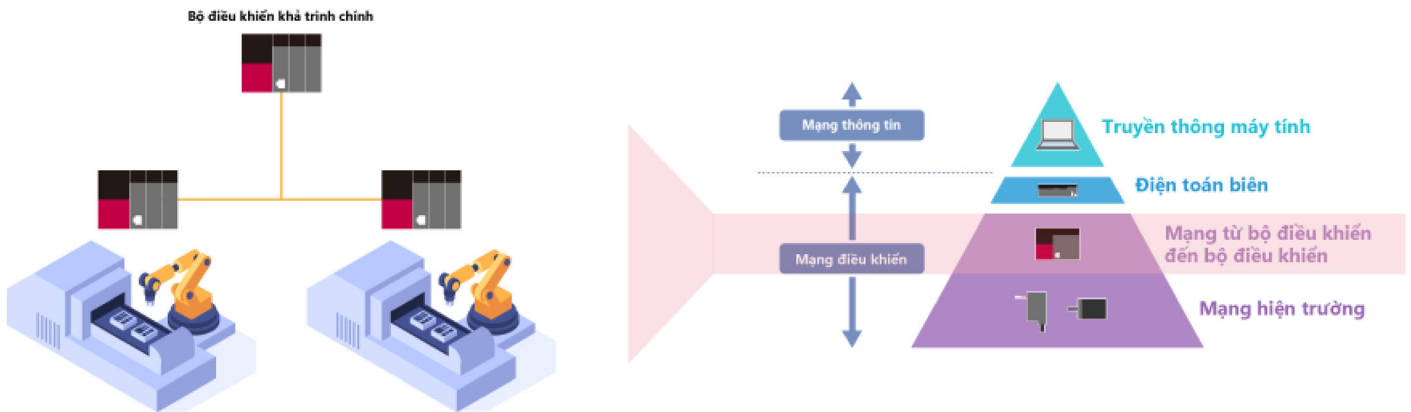 Bộ điều khiển khả trình chính
Mạng thông tin
Truyền thông máy tính
Điện toán biên
Mạng từ bộ điều khiển
đến bộ điều khiển
Mạng điều khiển
Mạng hiện trường